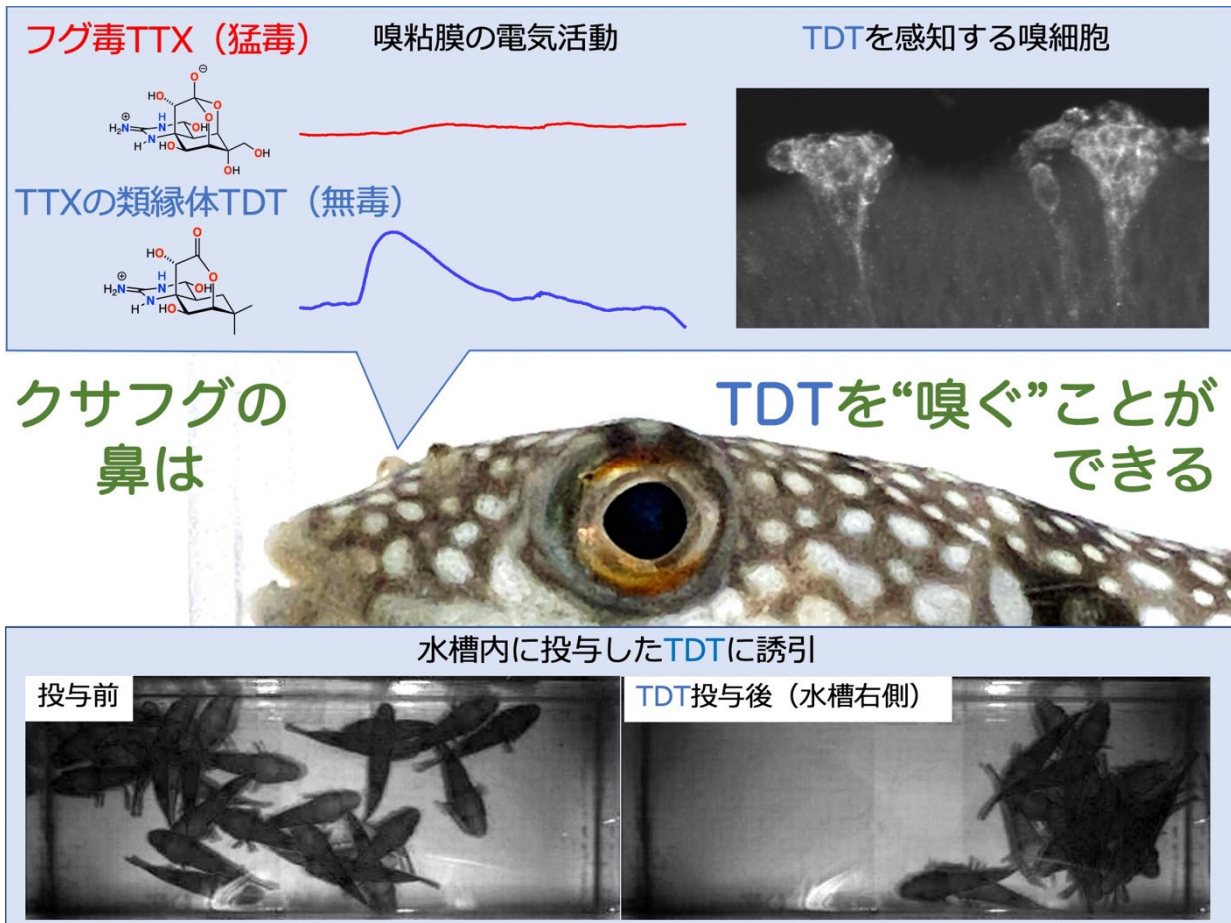 フグ毒TTX(猛毒)
嗅粘膜の電気活動
TDTを感知する嗅細胞
TTXの類縁体TDT(無毒)
クサフグの
鼻は
TDTを“嗅ぐ”ことが
できる
水槽内に投与したTDTに誘引
投与前
TDT投与後(水槽右側)